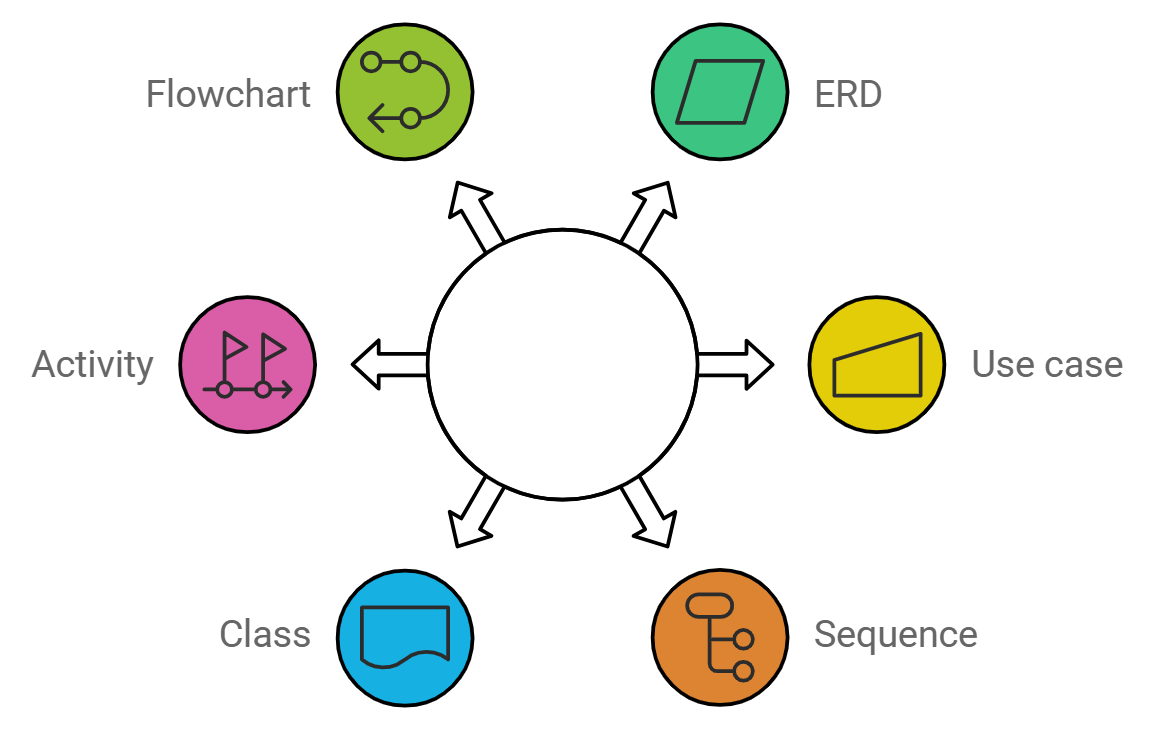 Flowchart
ERD
Activity
Use case
Class
Sequence